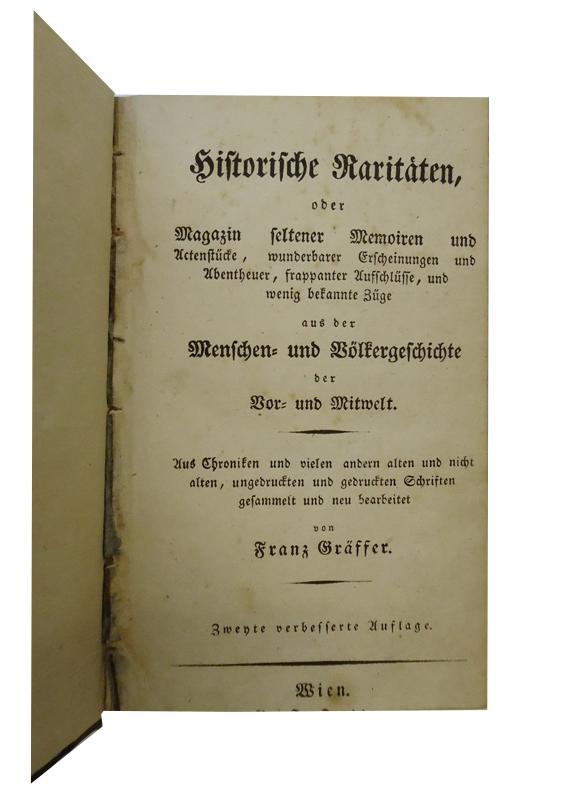 Historische Raritäten,
oder
Magazin seltener Memoiren und
Actenstücke, wunderbarer Erscheinungen und
Abentheuer, frappanter Aufschlüsse, und
wenig bekannte Züge
aus der
Menschen- und Völkergeschichte
der
Vor- und Mitwelt.
Aus Chroniken und vielen andern alten und nicht
alten, ungedruckten und gedruckten Schriften
gesammelt und neu bearbeitet
von
Franz Gräffer.
Zweyte verbesserte Auflage.
Wien.